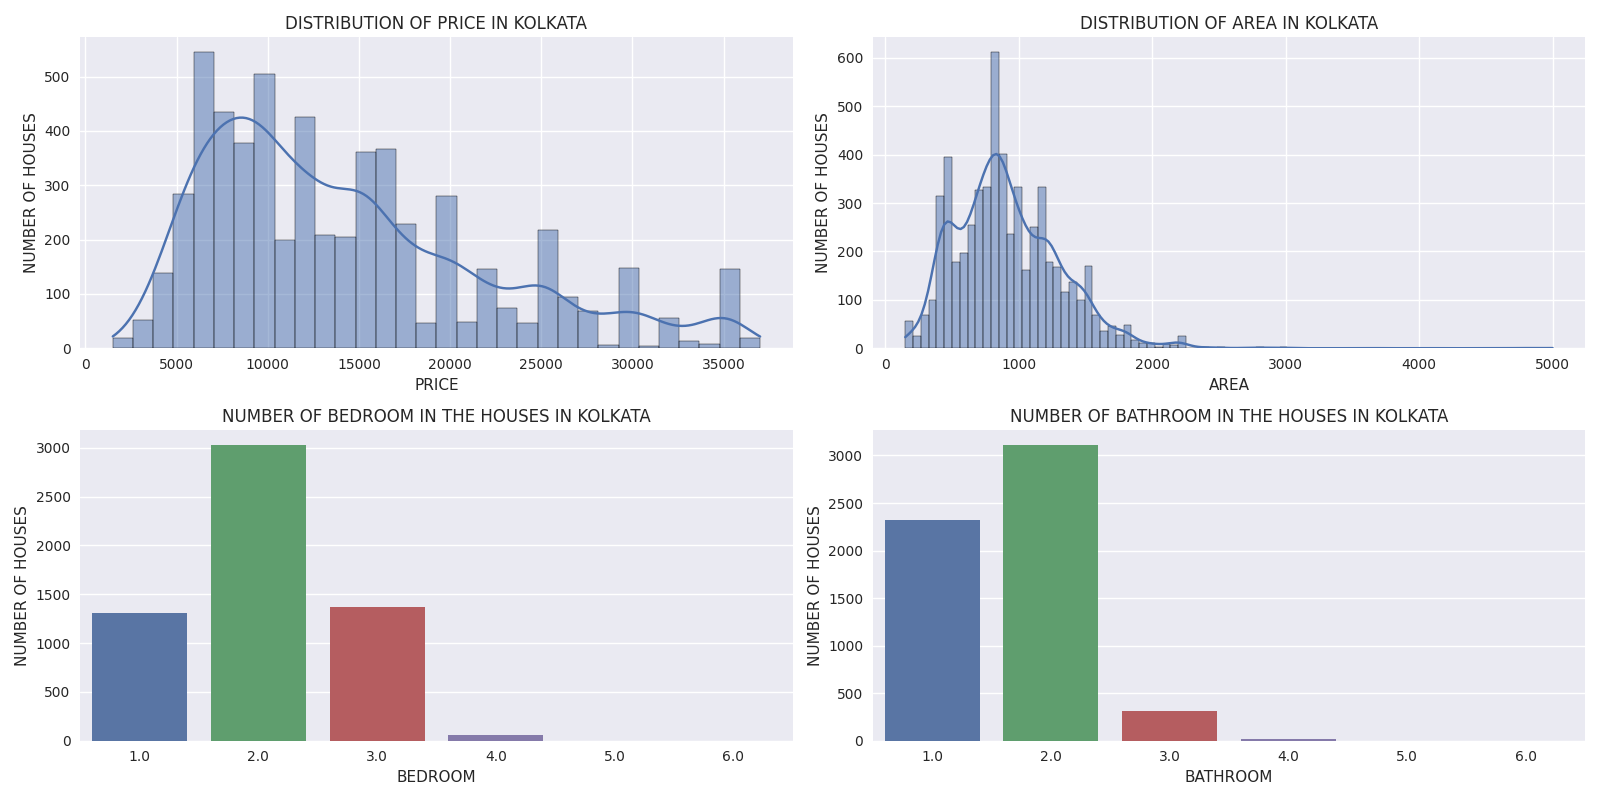 DISTRIBUTION OF PRICE IN KOLKATA
NUMBER OF HOUSES
500
400
300
200
100
0
0 5000 10000 15000 20000 25000 30000 35000
PRICE
DISTRIBUTION OF AREA IN KOLKATA
NUMBER OF HOUSES
600
500
400
300
200
100
0
0 1000 2000 3000 4000 5000
AREA
NUMBER OF BEDROOM IN THE HOUSES IN KOLKATA
NUMBER OF HOUSES
3000
2500
2000
1500
1000
500
0
1.0 2.0 3.0 4.0 5.0 6.0
BEDROOM
NUMBER OF BATHROOM IN THE HOUSES IN KOLKATA
NUMBER OF HOUSES
3000
2500
2000
1500
1000
500
0
1.0 2.0 3.0 4.0 5.0 6.0
BATHROOM